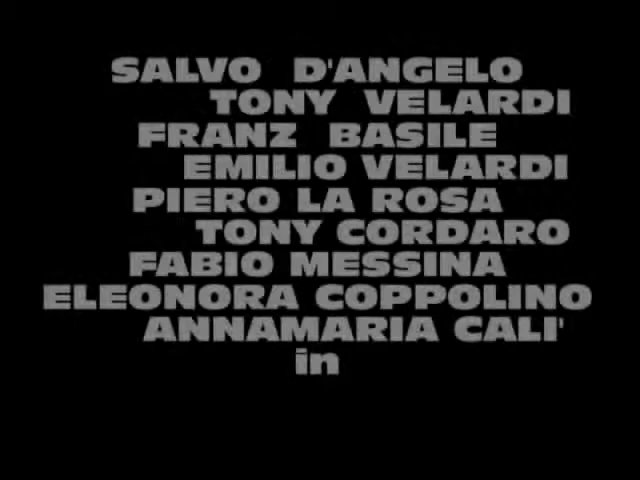 SALVO D'ANGELO
TONY VELARDI
FRANZ BASILE
EMILIO VELARDI
PIERO LA ROSA
TONY CORDARO
FABIO MESSINA
ELEONORA COPPOLINO
ANNAMARIA CALI'
in